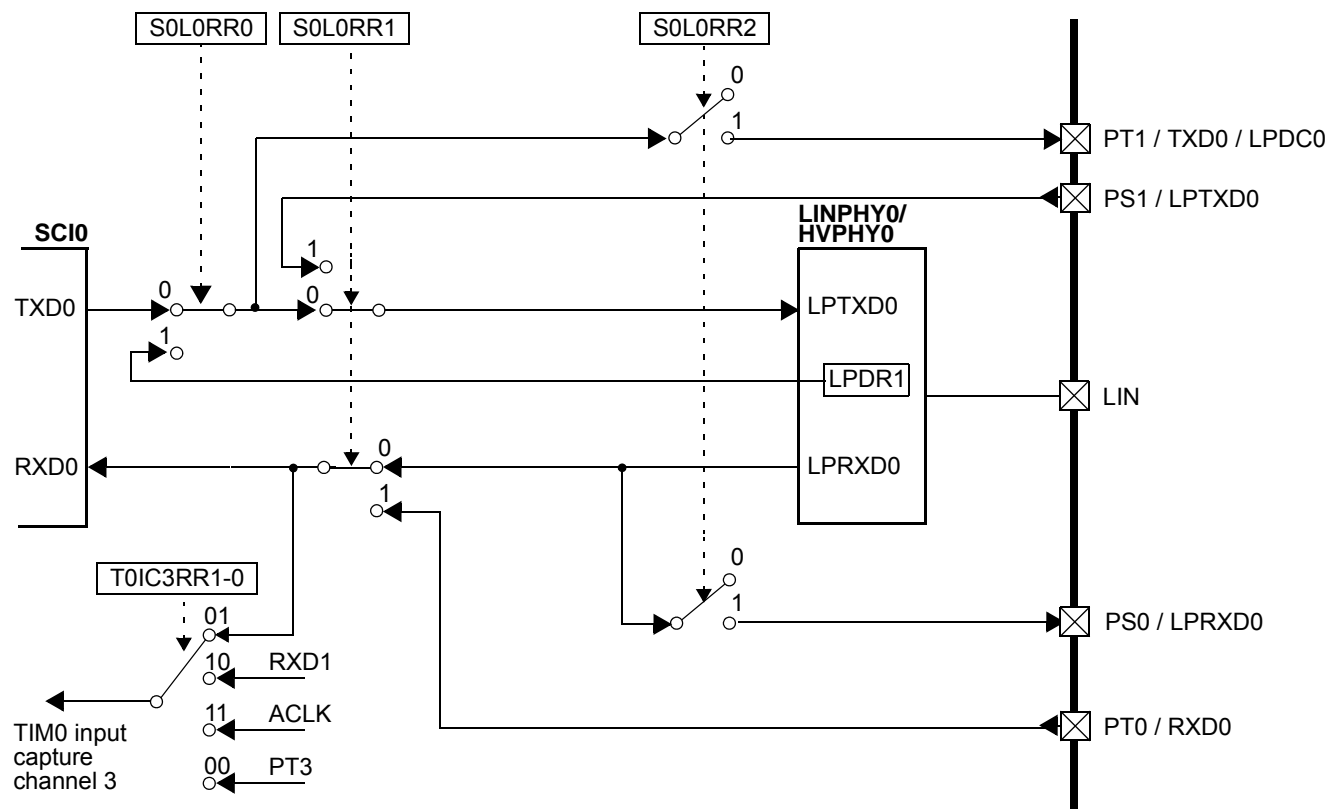 S0L0RR0
S0L0RR1
S0L0RR2
0
1
PT1 / TXD0 / LPDC0
PS1 / LPTXD0
LINPHY0/
HVPHY0
SCI0
1
0
0
TXD0
LPTXD0
1
LPDR1
LIN
0
RXD0
LPRXD0
1
0
T0IC3RR1-0
1
01
PS0 / LPRXD0
10
RXD1
11
ACLK
PT0 / RXD0
TIM0 input
capture
channel 3
00
PT3